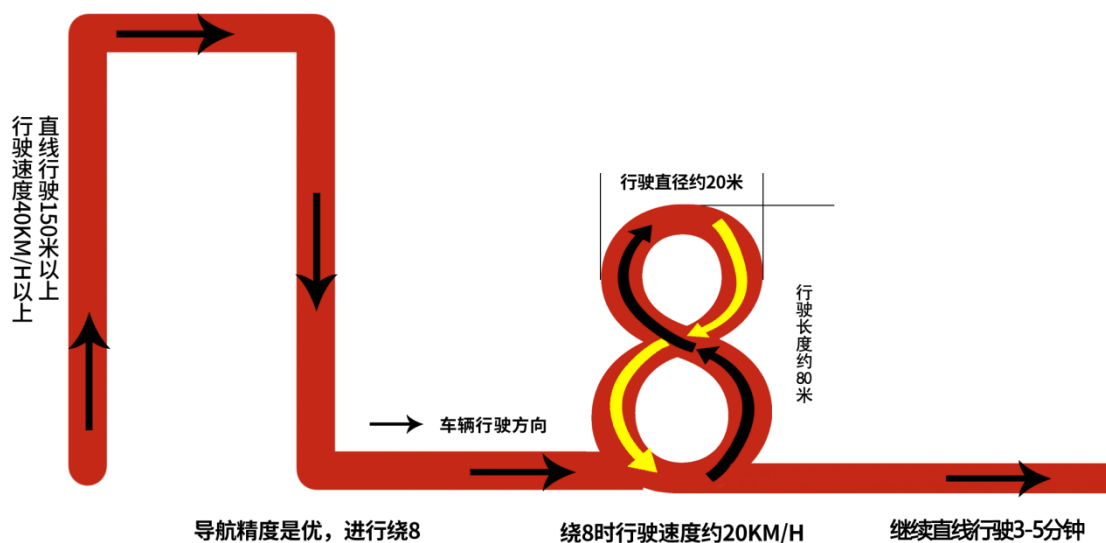 直线行驶150米以上
行驶速度40KM/H以上
行驶直径约20米
行驶长度约80米
车辆行驶方向
导航精度是优，进行绕8
绕8时行驶速度约20KM/H
继续直线行驶3-5分钟